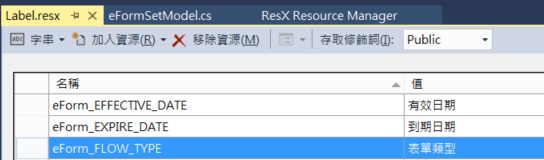 Label.resx eFormSetModel.cs ResX Resource Manager
abc 字串 加入資源(R) 移除資源(M) 存取修飾詞(I): Public
名稱 值
eForm_EFFECTIVE_DATE 有效日期
eForm_EXPIRE_DATE 到期日期
eForm_FLOW_TYPE 表單類型